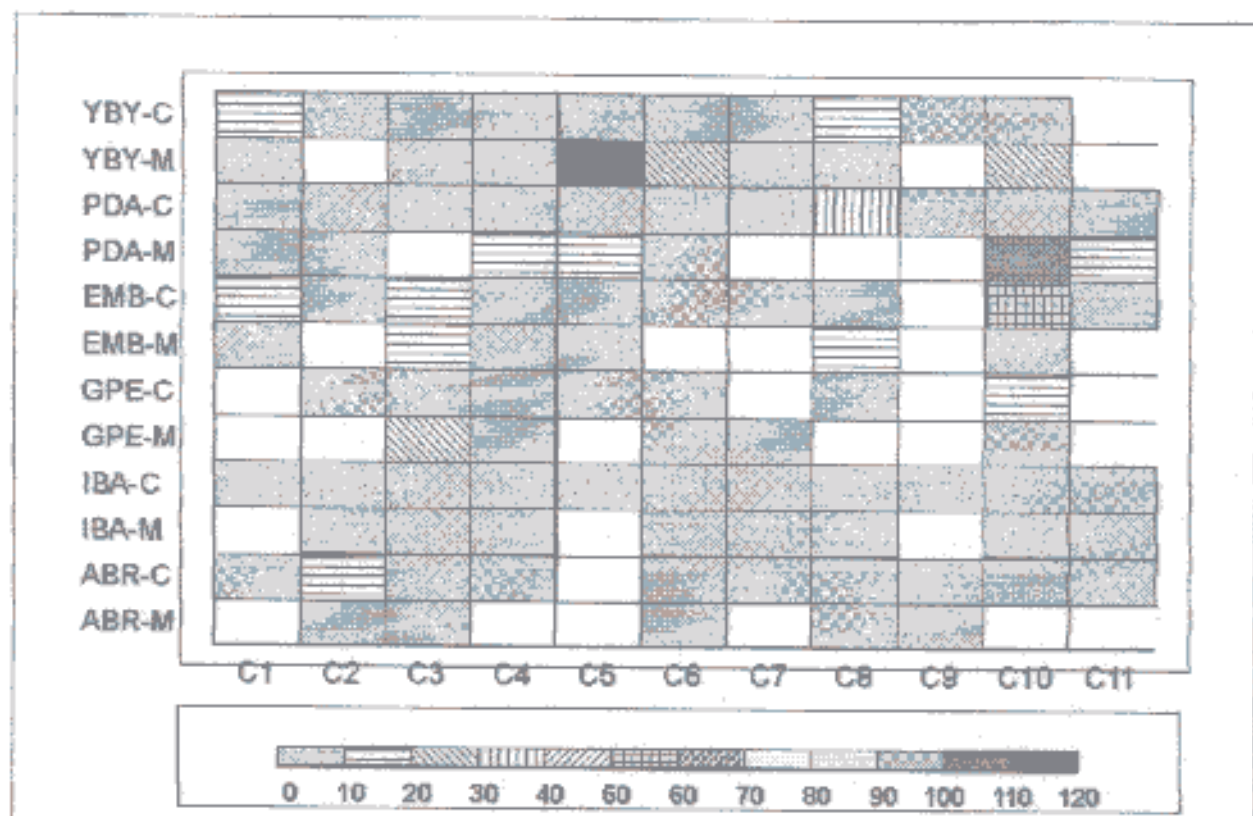 YBY-C
YBY-M
PDA-C
PDA-M
EMB-C
EMB-M
GPE-C
GPE-M
IBA-C
IBA-M
ABR-C
ABR-M
C1 C2 C3 C4 C5 C6 C7 C8 C9 C10 C11
0 10 20 30 40 50 60 70 80 90 100 110 120